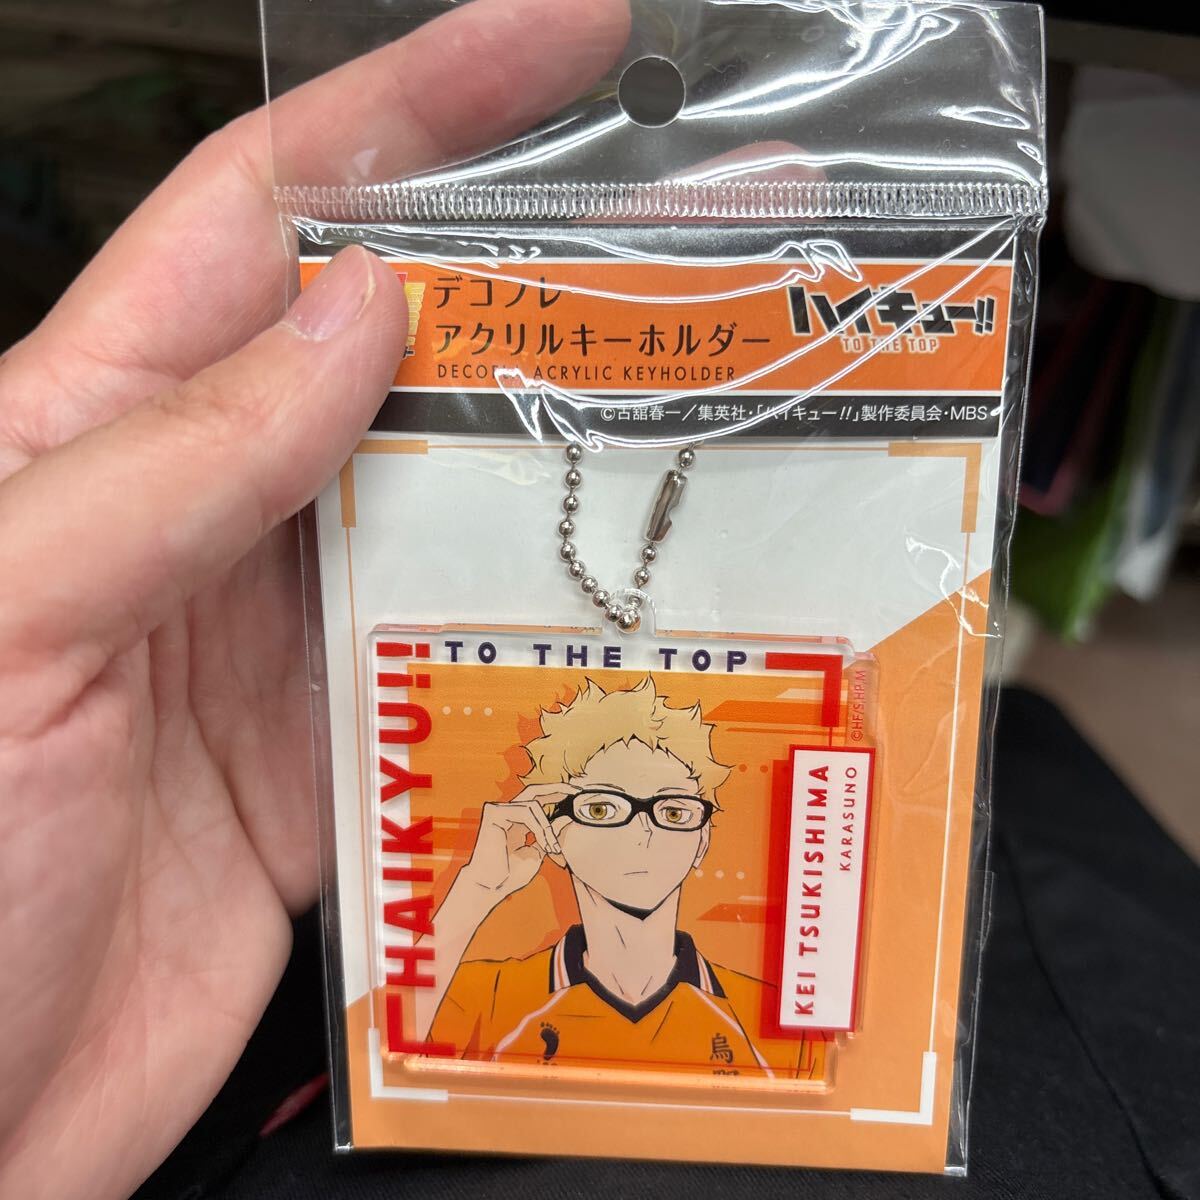 デコフレ
アクリルキーホルダー
ACRYLIC KEYHOLDER
ハイキュー!!
TO THE TOP
©古舘春一／集英社・「ハイキュー!!」製作委員会・MBS
TO THE TOP
HAIKYU!!
©HF/S,HP,M
KEI TSUKISHIMA
KARASUNO
烏